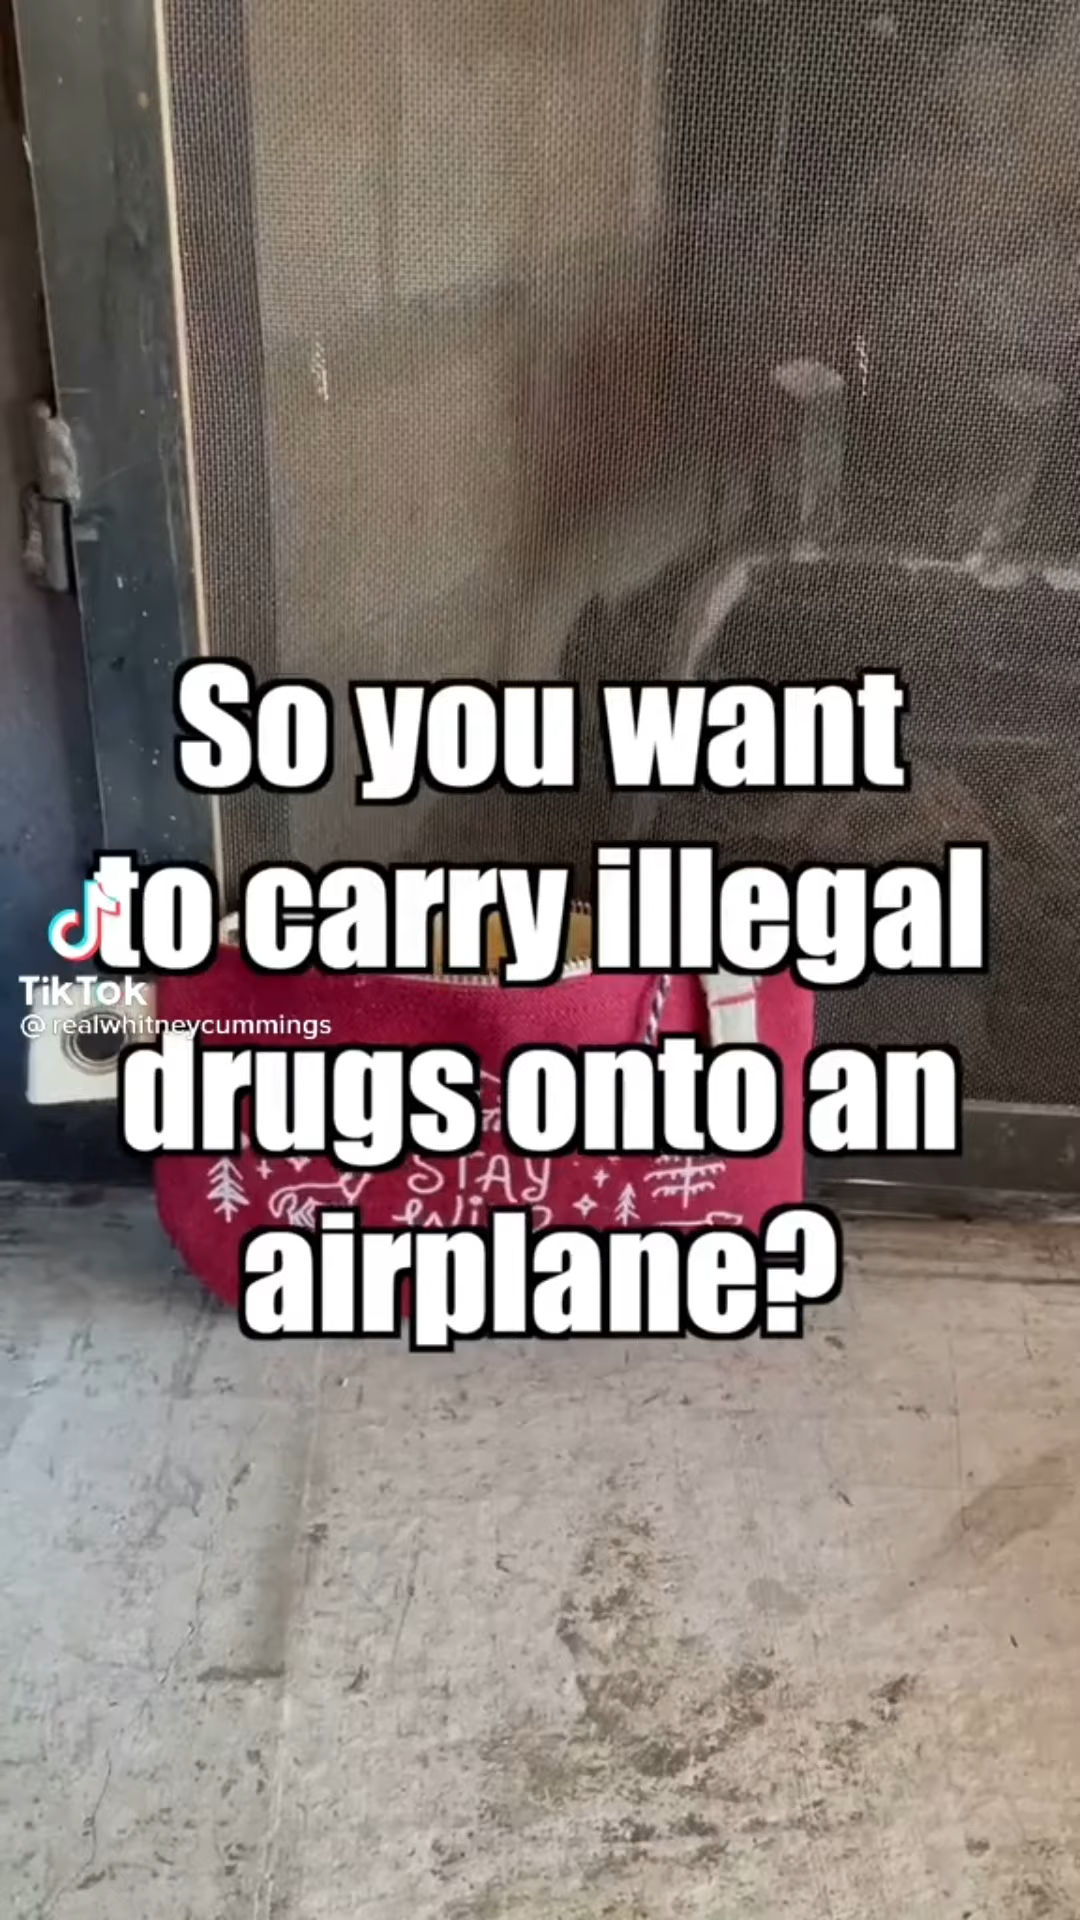 So you want
to carry illegal
TikTok
@realwhitneycummings
drugs onto an
STAY
airplane?